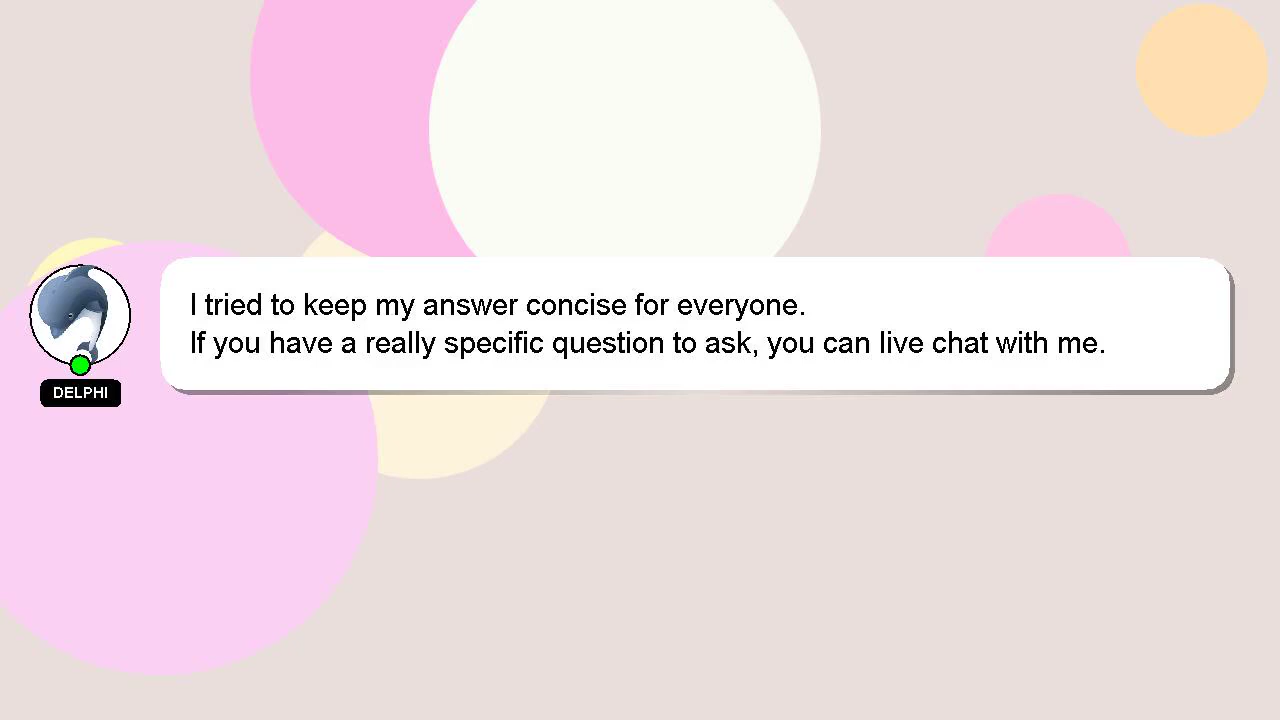 I tried to keep my answer concise for everyone.
If you have a really specific question to ask, you can live chat with me.
DELPHI